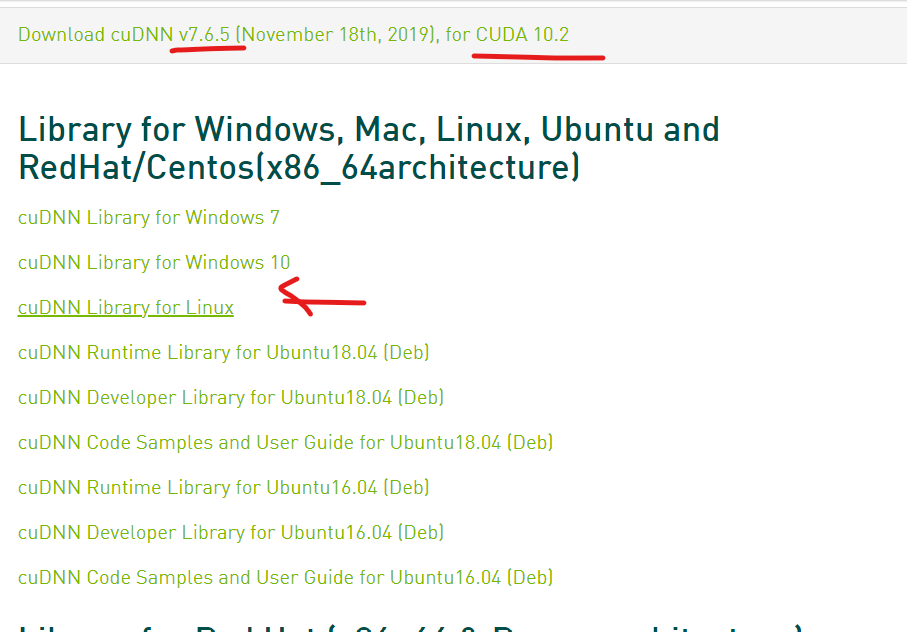 Download cuDNN v7.6.5 (November 18th, 2019), for CUDA 10.2
Library for Windows, Mac, Linux, Ubuntu and
RedHat/Centos(x86_64architecture)
cuDNN Library for Windows 7
cuDNN Library for Windows 10
cuDNN Library for Linux
cuDNN Runtime Library for Ubuntu18.04 (Deb)
cuDNN Developer Library for Ubuntu18.04 (Deb)
cuDNN Code Samples and User Guide for Ubuntu18.04 (Deb)
cuDNN Runtime Library for Ubuntu16.04 (Deb)
cuDNN Developer Library for Ubuntu16.04 (Deb)
cuDNN Code Samples and User Guide for Ubuntu16.04 (Deb)